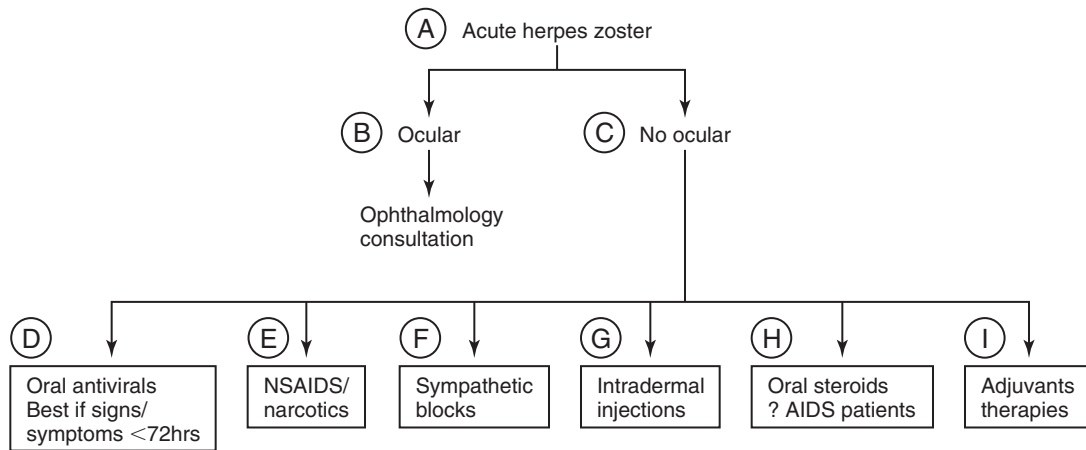 A Acute herpes zoster
B Ocular
C No ocular
Ophthalmology
consultation
D
Oral antivirals
Best if signs/
symptoms <72hrs
E
NSAIDS/
narcotics
F
Sympathetic
blocks
G
Intradermal
injections
H
Oral steroids
? AIDS patients
I
Adjuvants
therapies